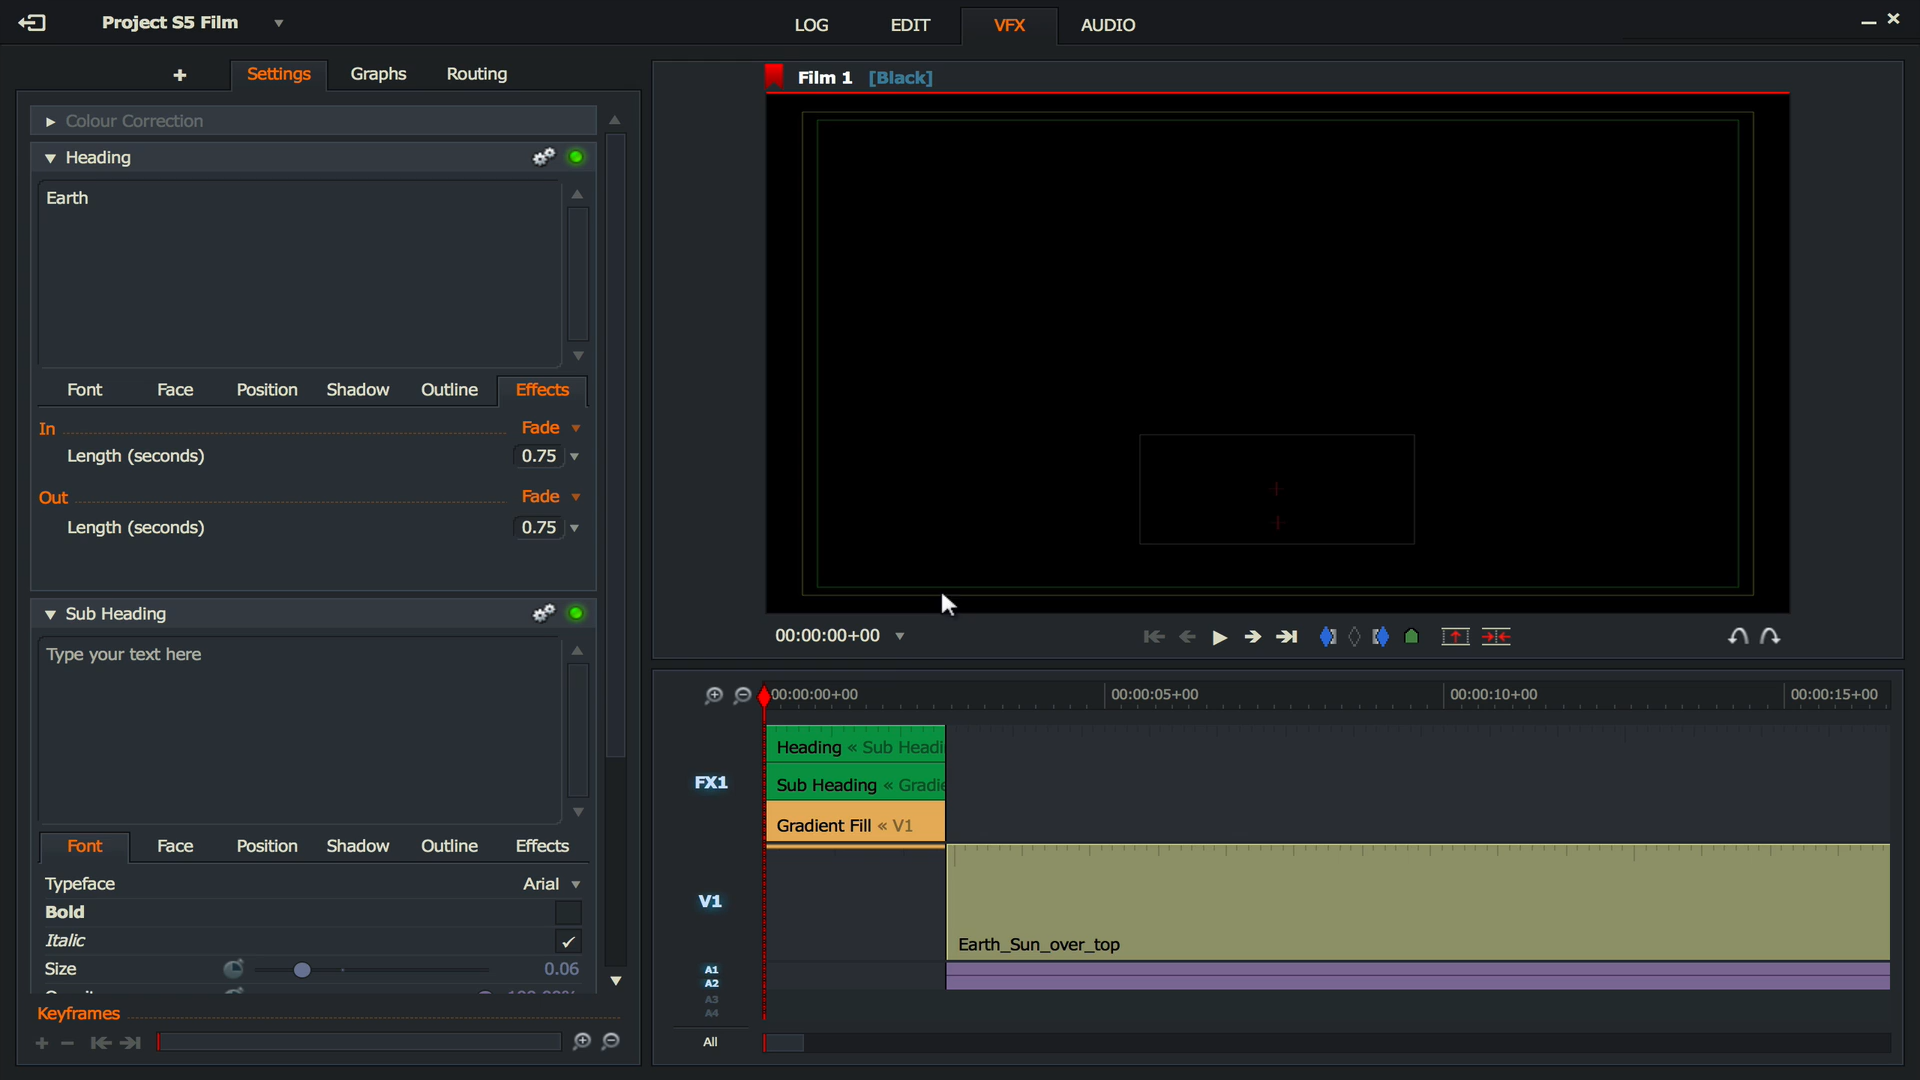 Project S5 Film
LOG EDIT VFX AUDIO
Settings Graphs Routing
Film 1 [Black]
Colour Correction
Heading
Earth
Font Face Position Shadow Outline Effects
In Fade
Length (seconds) 0.75
Out Fade
Length (seconds) 0.75
Sub Heading
Type your text here
Font Face Position Shadow Outline Effects
Typeface Arial
Bold
Italic
Size 0.06
Keyframes
00:00:00+00
00:00:00+00 00:00:05+00 00:00:10+00 00:00:15+00
FX1
Heading « Sub Headi
Sub Heading « Gradie
Gradient Fill « V1
V1
Earth_Sun_over_top
A1
A2
A3
A4
All